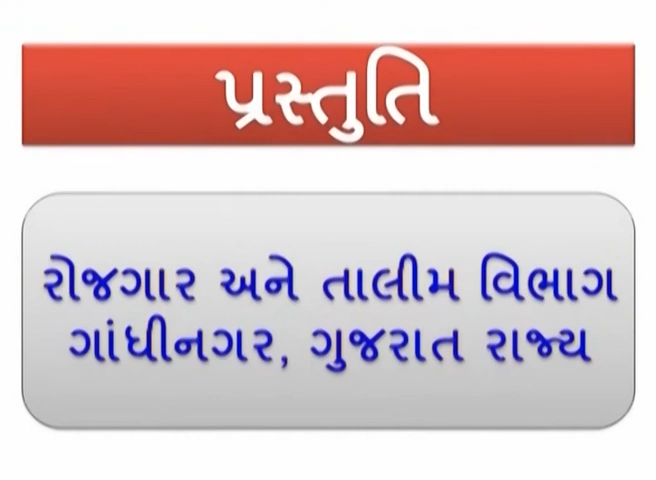 પ્રસ્તુતિ
રોજગાર અને તાલીમ વિભાગ
ગાંધીનગર, ગુજરાત રાજ્ય